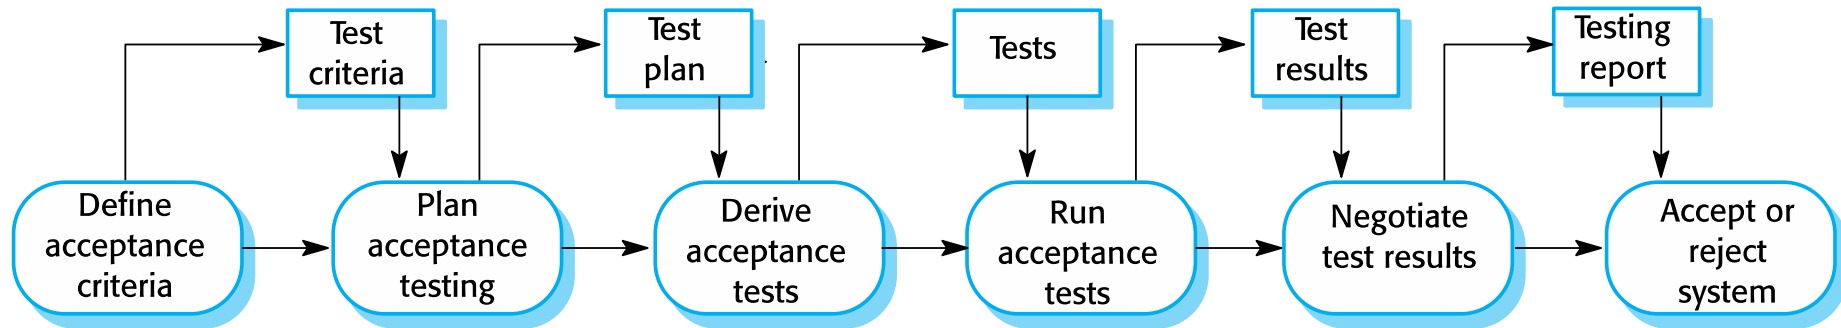 Test
criteria
Test
plan
Tests
Test
results
Testing
report
Define
acceptance
criteria
Plan
acceptance
testing
Derive
acceptance
tests
Run
acceptance
tests
Negotiate
test results
Accept or
reject
system